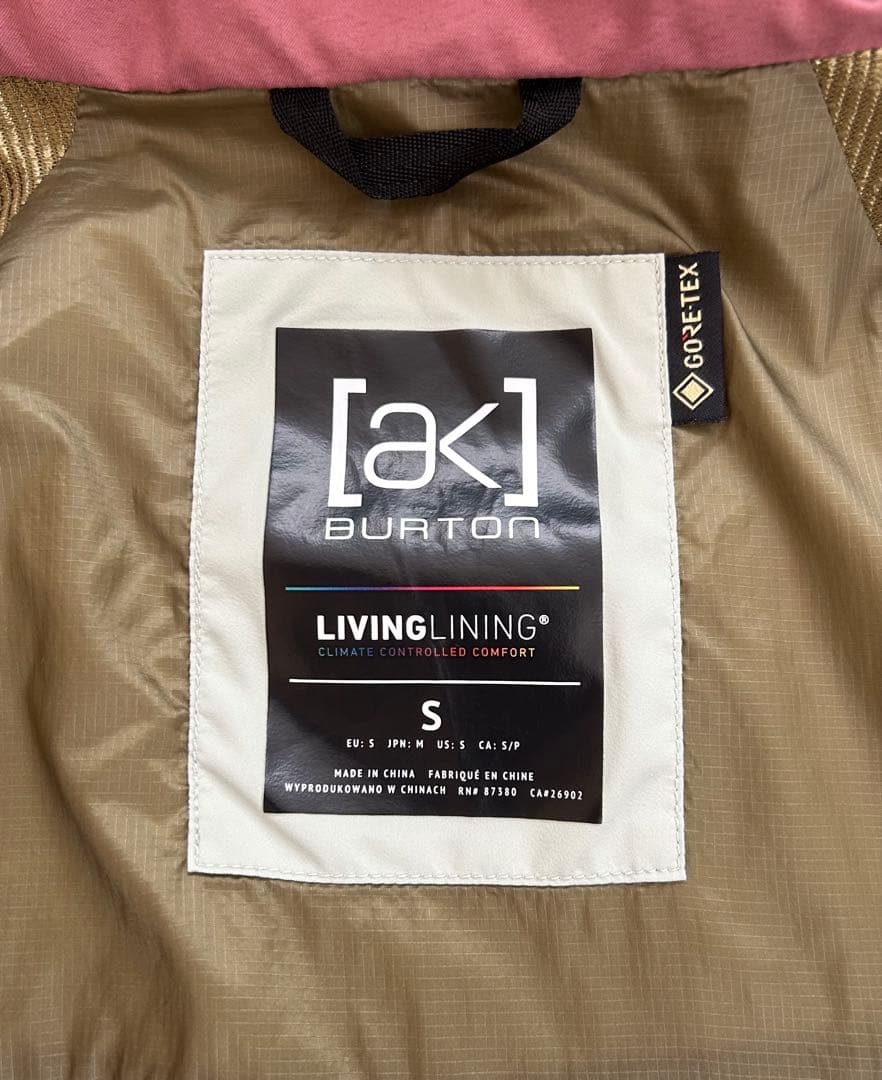 [ak]
BURTON
GORE-TEX
LIVINGLINING®
CLIMATE CONTROLLED COMFORT
S
EU: S JPN: M US: S CA: S/P
MADE IN CHINA FABRIQUÉ EN CHINE
WYPRODUKOWANO W CHINACH RN# 87380 CA#26902